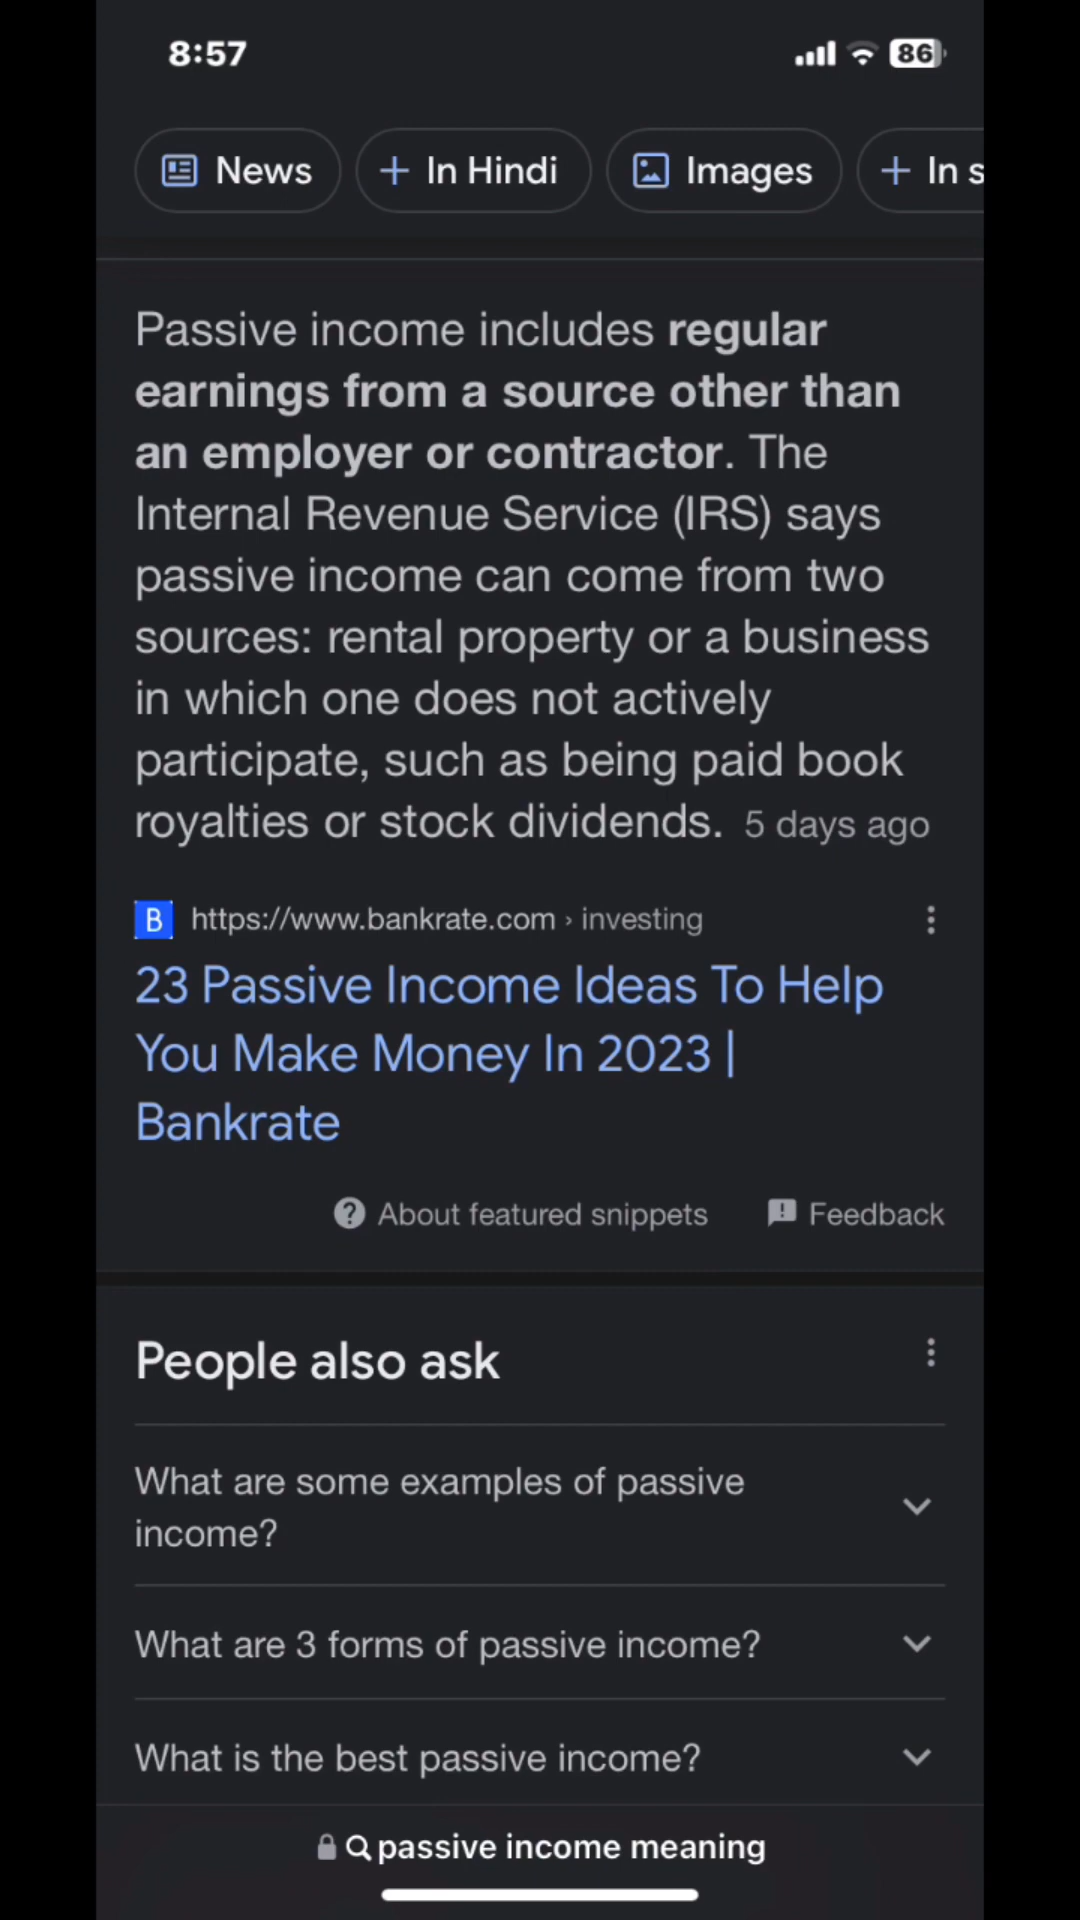 8:57
86
News
In Hindi
Images
In s
Passive income includes regular
earnings from a source other than
an employer or contractor. The
Internal Revenue Service (IRS) says
passive income can come from two
sources: rental property or a business
in which one does not actively
participate, such as being paid book
royalties or stock dividends. 5 days ago
B https://www.bankrate.com › investing
23 Passive Income Ideas To Help
You Make Money In 2023 |
Bankrate
About featured snippets
Feedback
People also ask
What are some examples of passive
income?
What are 3 forms of passive income?
What is the best passive income?
passive income meaning